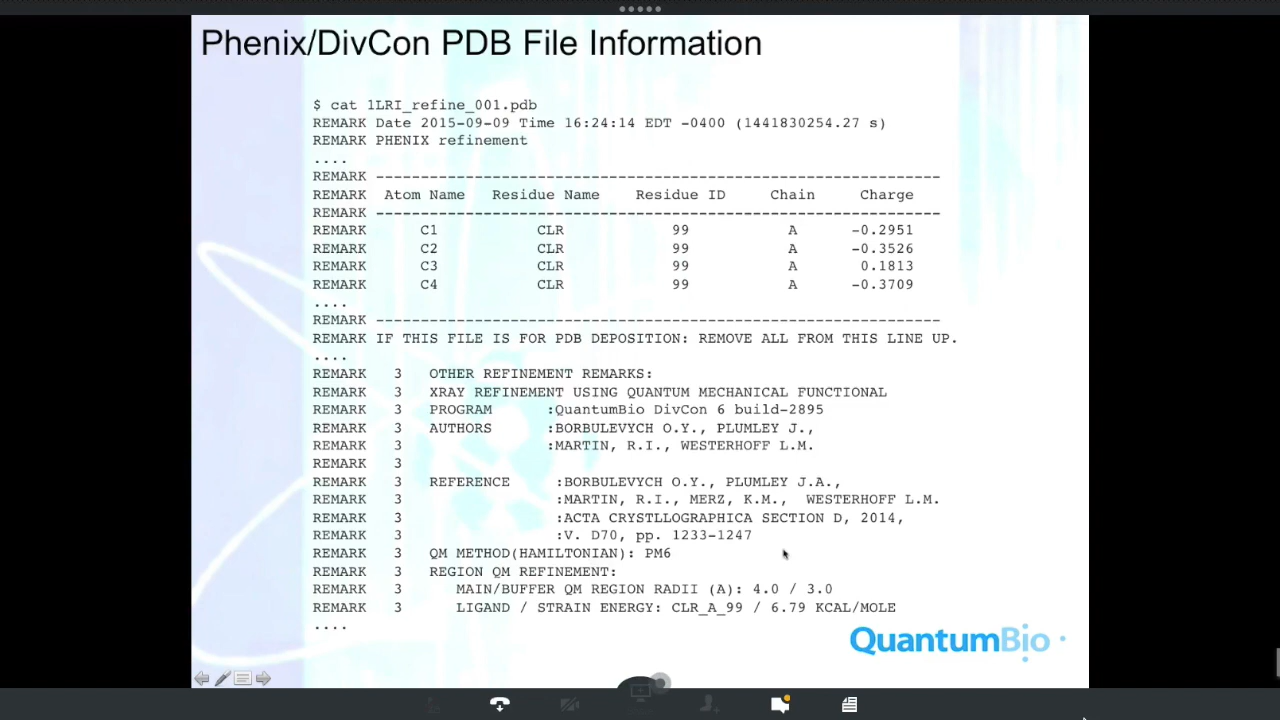 Phenix/DivCon PDB File Information
$ cat 1LRI_refine_001.pdb
REMARK Date 2015-09-09 Time 16:24:14 EDT -0400 (1441830254.27 s)
REMARK PHENIX refinement
....
REMARK ---------------------------------------------------------------
REMARK Atom Name Residue Name Residue ID Chain Charge
REMARK ---------------------------------------------------------------
REMARK C1 CLR 99 A -0.2951
REMARK C2 CLR 99 A -0.3526
REMARK C3 CLR 99 A 0.1813
REMARK C4 CLR 99 A -0.3709
....
REMARK ---------------------------------------------------------------
REMARK IF THIS FILE IS FOR PDB DEPOSITION: REMOVE ALL FROM THIS LINE UP.
....
REMARK 3 OTHER REFINEMENT REMARKS:
REMARK 3 XRAY REFINEMENT USING QUANTUM MECHANICAL FUNCTIONAL
REMARK 3 PROGRAM :QuantumBio DivCon 6 build-2895
REMARK 3 AUTHORS :BORBULEVYCH O.Y., PLUMLEY J.,
REMARK 3 :MARTIN, R.I., WESTERHOFF L.M.
REMARK 3
REMARK 3 REFERENCE :BORBULEVYCH O.Y., PLUMLEY J.A.,
REMARK 3 :MARTIN, R.I., MERZ, K.M., WESTERHOFF L.M.
REMARK 3 :ACTA CRYSTLLOGRAPHICA SECTION D, 2014,
REMARK 3 :V. D70, pp. 1233-1247
REMARK 3 QM METHOD(HAMILTONIAN): PM6
REMARK 3 REGION QM REFINEMENT:
REMARK 3 MAIN/BUFFER QM REGION RADII (A): 4.0 / 3.0
REMARK 3 LIGAND / STRAIN ENERGY: CLR_A_99 / 6.79 KCAL/MOLE
....
QuantumBio